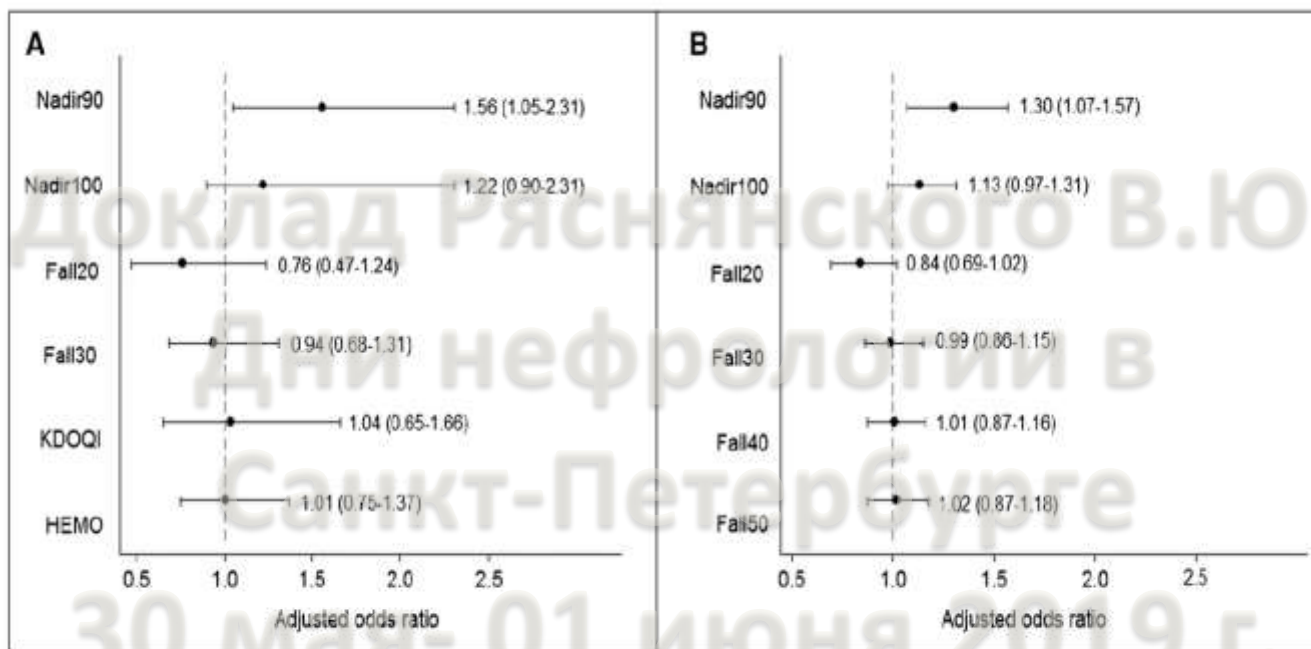 A
Nadir90
1.56 (1.05-2.31)
Nadir100
1.22 (0.90-2.31)
Fall20
0.76 (0.47-1.24)
Fall30
0.94 (0.68-1.31)
KDOQI
1.04 (0.65-1.66)
HEMO
1.01 (0.75-1.37)
0.5 1.0 1.5 2.0 2.5
Adjusted odds ratio
B
Nadir90
1.30 (1.07-1.57)
Nadir100
1.13 (0.97-1.31)
Fall20
0.84 (0.69-1.02)
Fall30
0.99 (0.86-1.15)
Fall40
1.01 (0.87-1.16)
Fall50
1.02 (0.87-1.18)
0.5 1.0 1.5 2.0 2.5
Adjusted odds ratio
Доклад Ряснянского В.Ю
Дни нефрологии в
Санкт-Петербурге
30 мая- 01 июня 2019 г